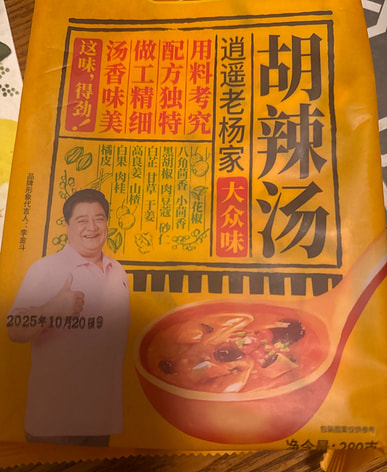 胡辣汤
逍遥老杨家
大众味
用料考究
配方独特
做工精细
汤香味美
这味，得劲！
花椒
八角茴香 小茴香
黑胡椒 肉豆蔻 砂仁
白芷 甘草 干姜
高良姜 山楂
白果 肉桂
橘皮
品牌形象代言人：李金斗
2025年10月20
包装图案仅供参考
净含量：280克